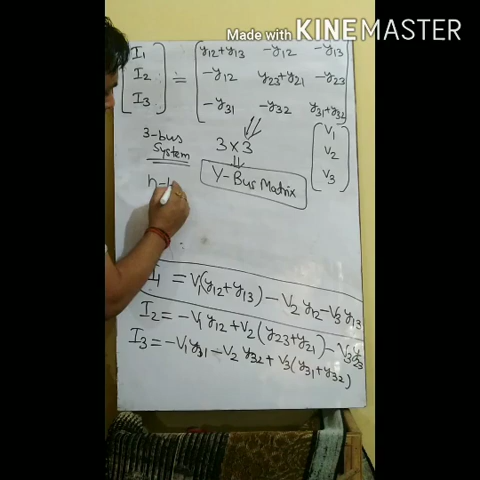 Made with KINEMASTER
I1 y12+y13 -y12 -y13
I2 = -y12 y23+y21 -y23
I3 -y31 -y32 y31+y32
V1
V2
V3
3-bus
System
3×3
Y-Bus Matrix
n-b
I1 = V1(y12+y13) - V2 y12 - V3 y13
I2 = -V1 y12 + V2(y23+y21) - V3 y23
I3 = -V1 y31 - V2 y32 + V3(y31+y32)